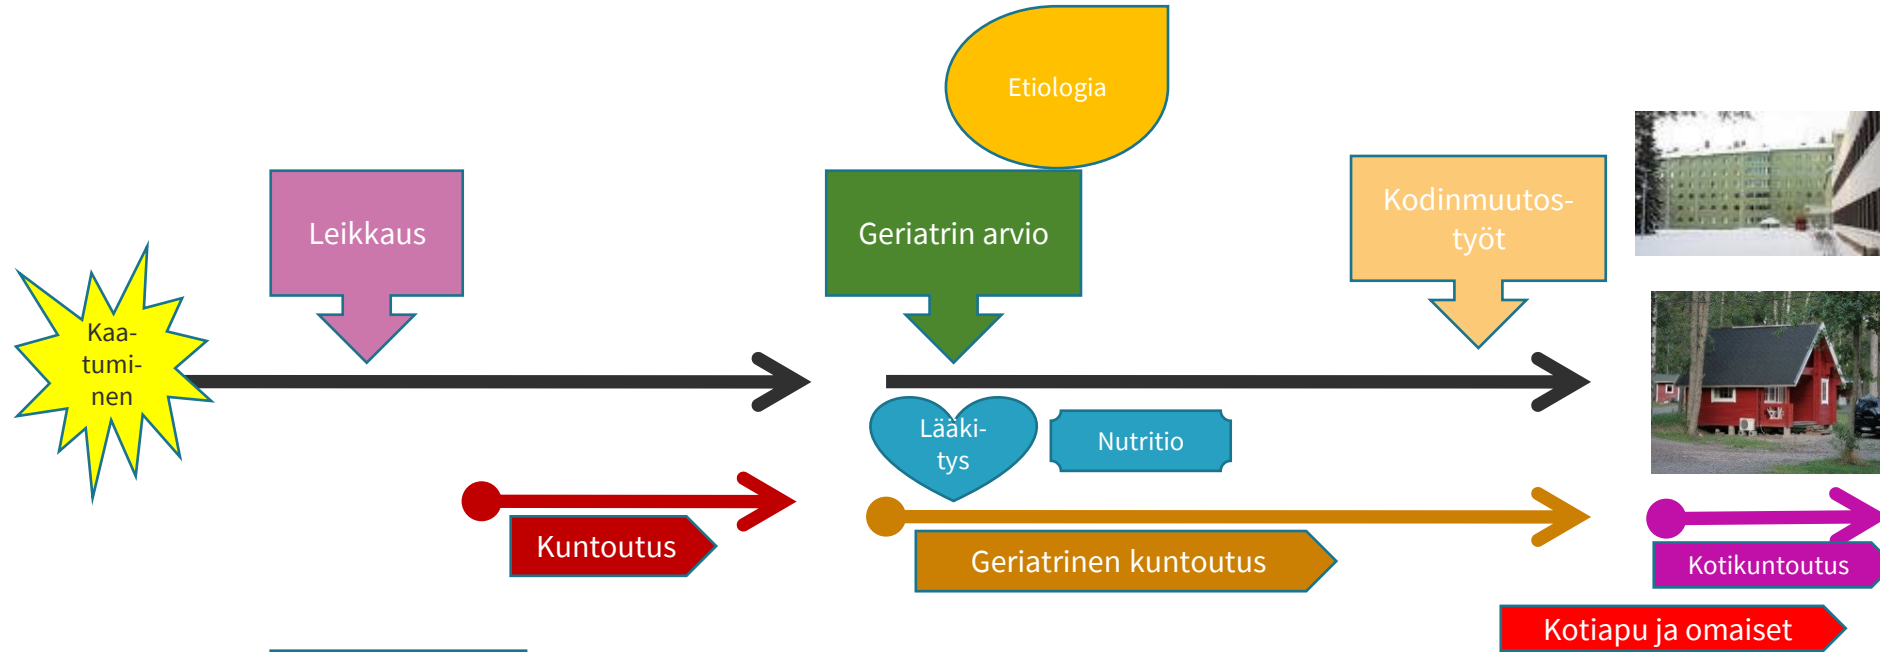 Etiologia
Leikkaus
Geriatrin arvio
Kodinmuutos-
työt
Kaa-
tumi-
nen
Lääki-
tys
Nutritio
Kuntoutus
Geriatrinen kuntoutus
Kotikuntoutus
Kotiapu ja omaiset